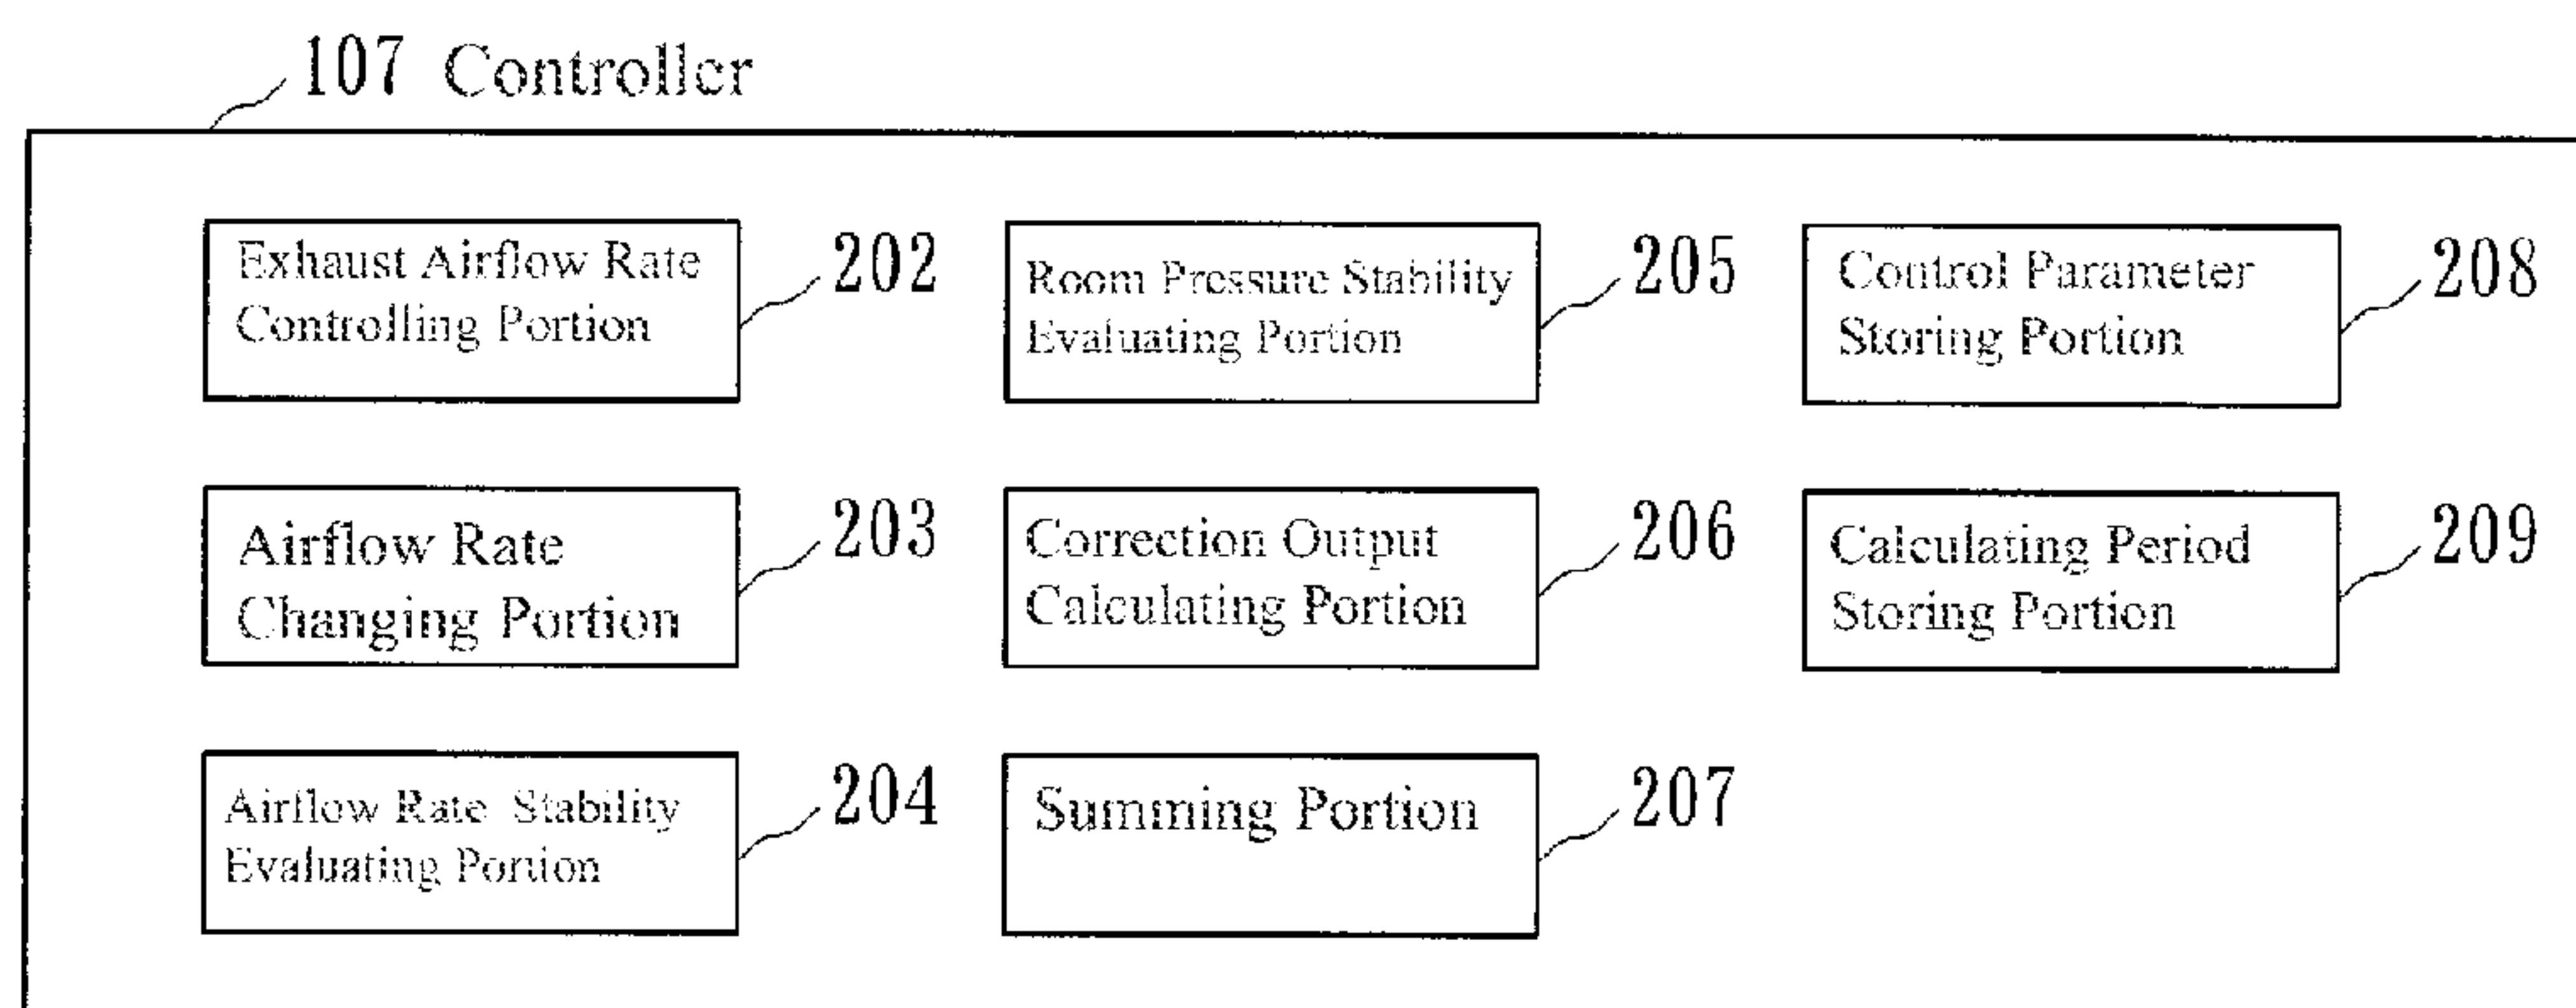 107 Controller
Exhaust Airflow Rate
Controlling Portion
202
Airflow Rate
Changing Portion
203
Airflow Rate Stability
Evaluating Portion
204
Room Pressure Stability
Evaluating Portion
205
Correction Output
Calculating Portion
206
Summing Portion
207
Control Parameter
Storing Portion
208
Calculating Period
Storing Portion
209